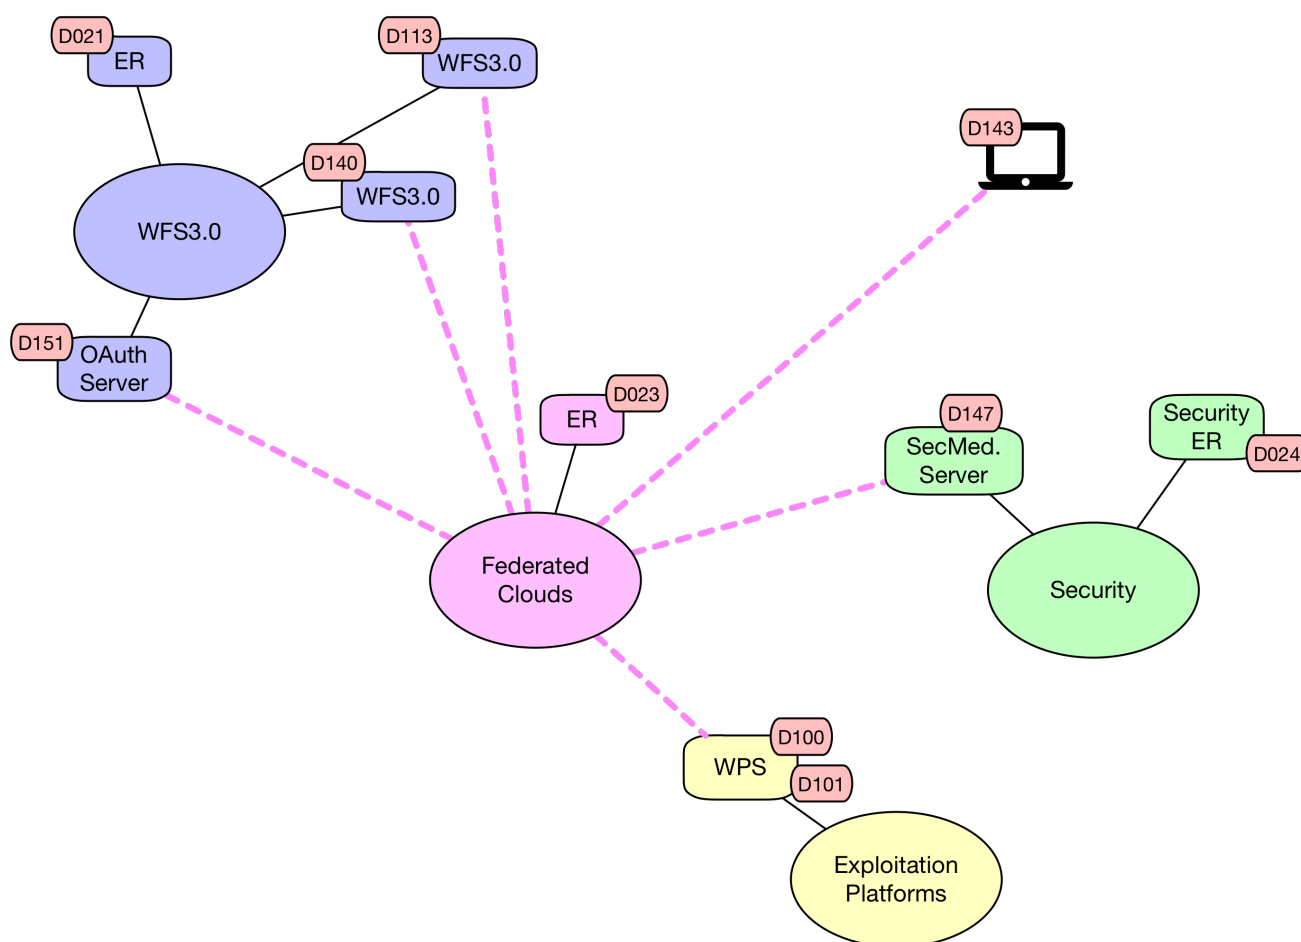 D021
ER
D113
WFS3.0
D143
D140
WFS3.0
WFS3.0
D151
OAuth
Server
D023
ER
D147
SecMed.
Server
Security
ER
D024
Federated
Clouds
Security
D100
WPS
D101
Exploitation
Platforms